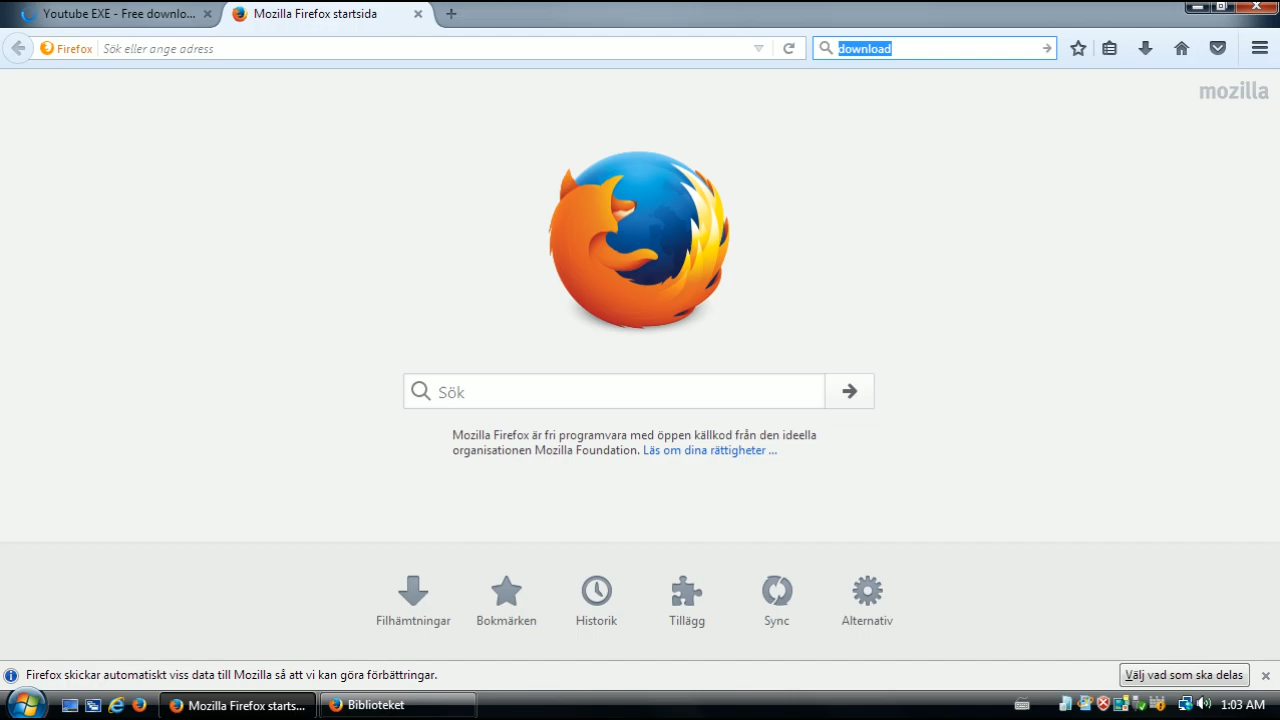 Youtube EXE - Free downlo...
Mozilla Firefox startsida
Firefox
Sök eller ange adress
download
mozilla
Sök
Mozilla Firefox är fri programvara med öppen källkod från den ideella
organisationen Mozilla Foundation. Läs om dina rättigheter ...
Filhämtningar
Bokmärken
Historik
Tillägg
Sync
Alternativ
Firefox skickar automatiskt viss data till Mozilla så att vi kan göra förbättringar.
Välj vad som ska delas
Mozilla Firefox starts...
Biblioteket
1:03 AM